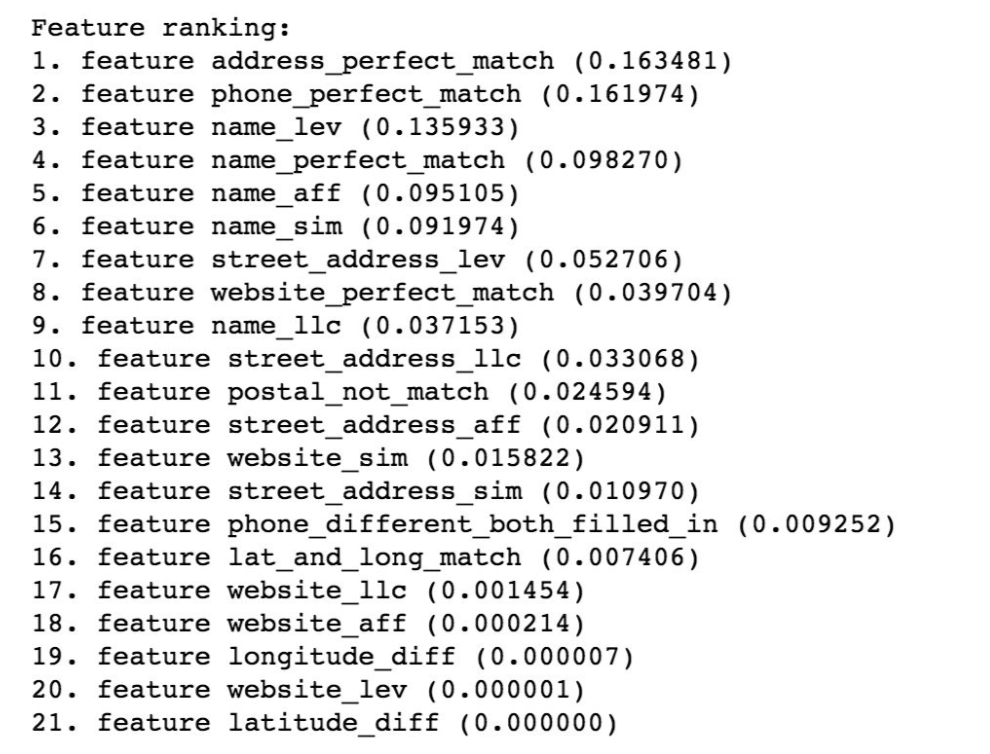 Feature ranking:
1. feature address_perfect_match (0.163481)
2. feature phone_perfect_match (0.161974)
3. feature name_lev (0.135933)
4. feature name_perfect_match (0.098270)
5. feature name_aff (0.095105)
6. feature name_sim (0.091974)
7. feature street_address_lev (0.052706)
8. feature website_perfect_match (0.039704)
9. feature name_llc (0.037153)
10. feature street_address_llc (0.033068)
11. feature postal_not_match (0.024594)
12. feature street_address_aff (0.020911)
13. feature website_sim (0.015822)
14. feature street_address_sim (0.010970)
15. feature phone_different_both_filled_in (0.009252)
16. feature lat_and_long_match (0.007406)
17. feature website_llc (0.001454)
18. feature website_aff (0.000214)
19. feature longitude_diff (0.000007)
20. feature website_lev (0.000001)
21. feature latitude_diff (0.000000)